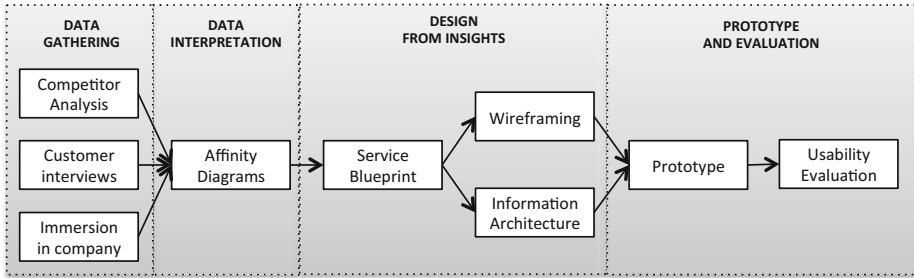 DATA
GATHERING
DATA
INTERPRETATION
DESIGN
FROM INSIGHTS
PROTOTYPE
AND EVALUATION
Competitor
Analysis
Customer
interviews
Immersion
in company
Affinity
Diagrams
Service
Blueprint
Wireframing
Information
Architecture
Prototype
Usability
Evaluation